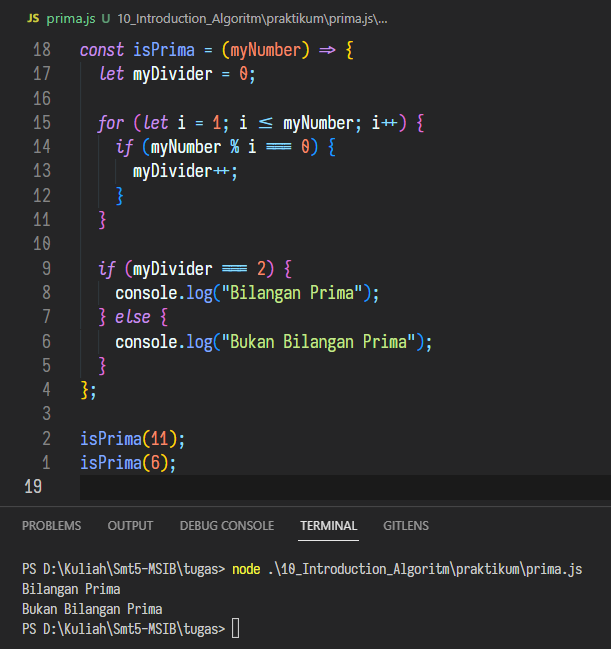 JS prima.js U 10_Introduction_Algoritm\praktikum\prima.js\...
18 const isPrima = (myNumber) => {
17 let myDivider = 0;
16
15 for (let i = 1; i <= myNumber; i++) {
14 if (myNumber % i === 0) {
13 myDivider++;
12 }
11 }
10
9 if (myDivider === 2) {
8 console.log("Bilangan Prima");
7 } else {
6 console.log("Bukan Bilangan Prima");
5 }
4 };
3
2 isPrima(11);
1 isPrima(6);
19
PROBLEMS OUTPUT DEBUG CONSOLE TERMINAL GITLENS
PS D:\Kuliah\Smt5-MSIB\tugas> node .\10_Introduction_Algoritm\praktikum\prima.js
Bilangan Prima
Bukan Bilangan Prima
PS D:\Kuliah\Smt5-MSIB\tugas>